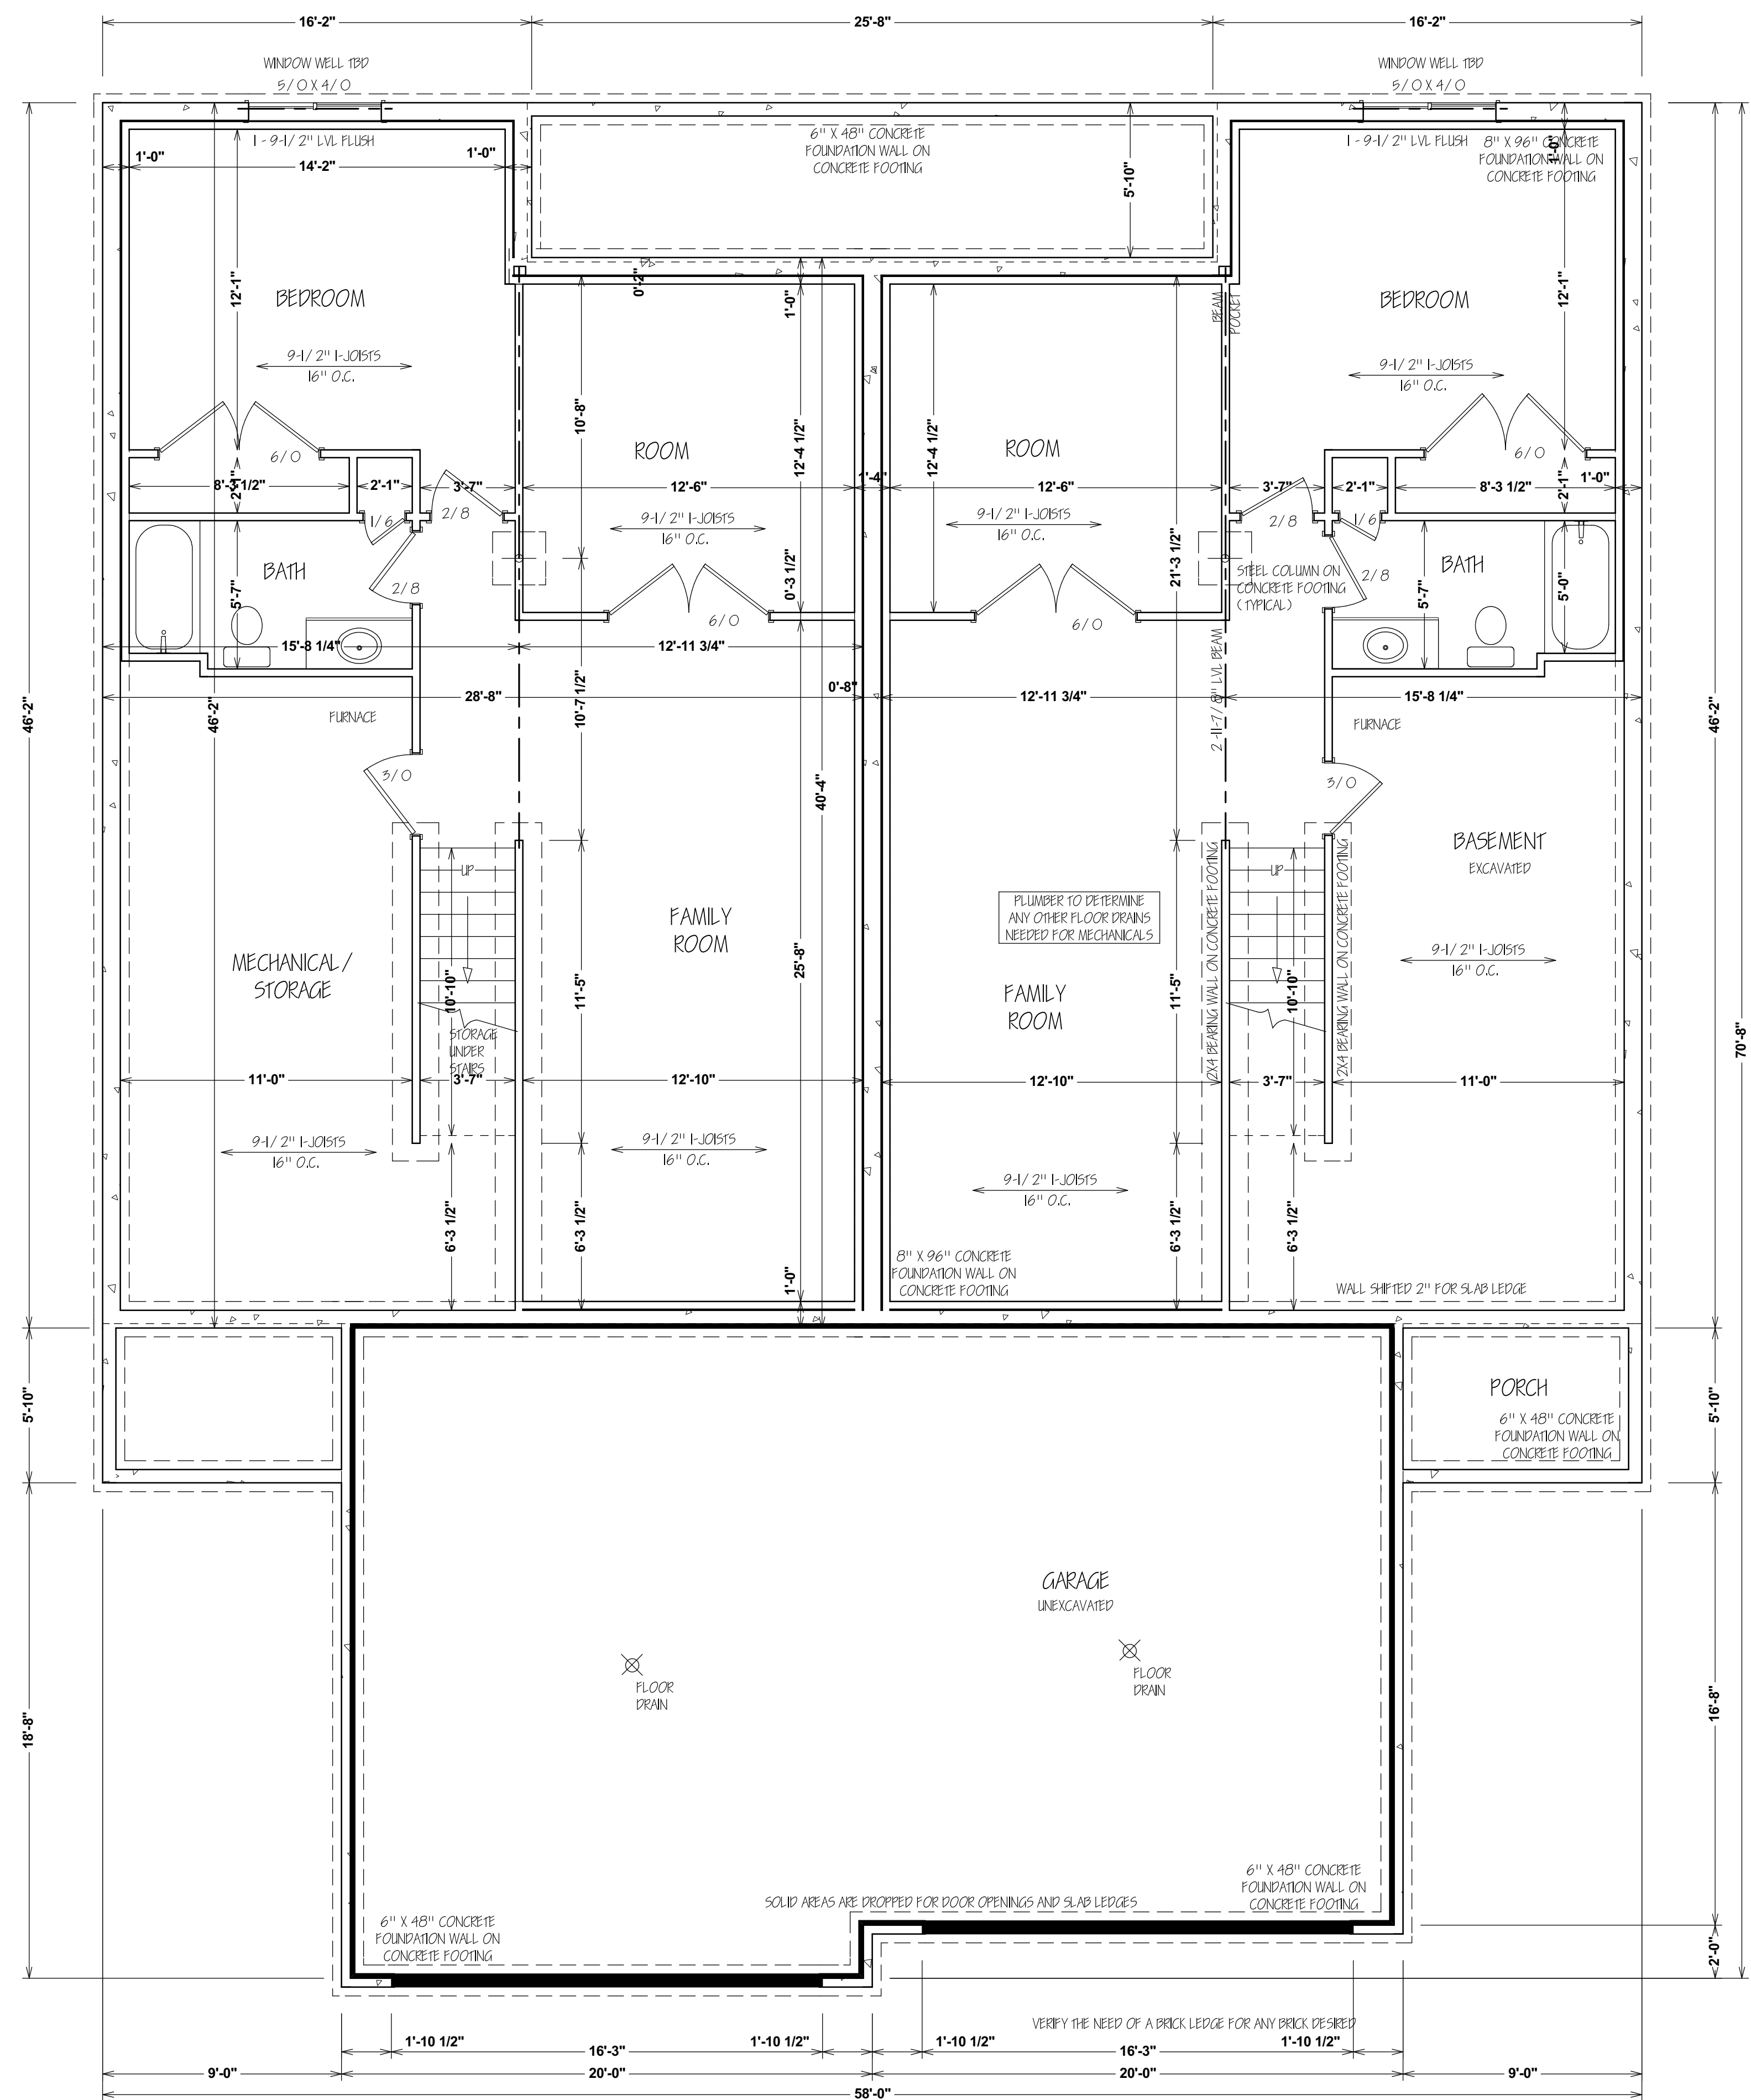 16'-2"
25'-8"
16'-2"
WINDOW WELL TBD
5/0 X 4/0
WINDOW WELL TBD
5/0 X 4/0
1 - 9-1/2" LVL FLUSH
1'-0"
14'-2"
1'-0"
6" X 48" CONCRETE
FOUNDATION WALL ON
CONCRETE FOOTING
5'-10"
1 - 9-1/2" LVL FLUSH
8" X 96" CONCRETE
FOUNDATION WALL ON
CONCRETE FOOTING
1'-0"
12'-1"
BEDROOM
9-1/2" I-JOISTS
16" O.C.
0'-2"
1'-0"
BEAM
POCKET
BEDROOM
12'-1"
9-1/2" I-JOISTS
16" O.C.
10'-8"
ROOM
12'-4 1/2"
12'-4 1/2"
ROOM
6/0
8'-3 1/2"
2'-1"
2'-1"
3'-7"
12'-6"
1'-4"
12'-6"
3'-7"
2'-1"
8'-3 1/2"
2'-1"
1'-0"
6/0
1/6
2/8
9-1/2" I-JOISTS
16" O.C.
9-1/2" I-JOISTS
16" O.C.
2/8
1/6
BATH
5'-7"
2/8
0'-3 1/2"
21'-3 1/2"
STEEL COLUMN ON
CONCRETE FOOTING
(TYPICAL)
2/8
BATH
5'-7"
5'-0"
6/0
6/0
15'-8 1/4"
12'-11 3/4"
28'-8"
0'-8"
12'-11 3/4"
15'-8 1/4"
2 -11-7/8" LVL BEAM
46'-2"
46'-2"
FURNACE
10'-7 1/2"
FURNACE
46'-2"
3/0
40'-4"
3/0
UP
UP
BASEMENT
EXCAVATED
FAMILY
ROOM
PLUMBER TO DETERMINE
ANY OTHER FLOOR DRAINS
NEEDED FOR MECHANICALS
2X4 BEARING WALL ON CONCRETE FOOTING
2X4 BEARING WALL ON CONCRETE FOOTING
MECHANICAL/
STORAGE
10'-10"
11'-5"
25'-8"
FAMILY
ROOM
11'-5"
10'-10"
9-1/2" I-JOISTS
16" O.C.
STORAGE
UNDER
STAIRS
70'-8"
11'-0"
3'-7"
12'-10"
12'-10"
3'-7"
11'-0"
9-1/2" I-JOISTS
16" O.C.
9-1/2" I-JOISTS
16" O.C.
9-1/2" I-JOISTS
16" O.C.
6'-3 1/2"
6'-3 1/2"
6'-3 1/2"
6'-3 1/2"
1'-0"
8" X 96" CONCRETE
FOUNDATION WALL ON
CONCRETE FOOTING
WALL SHIFTED 2" FOR SLAB LEDGE
5'-10"
PORCH
6" X 48" CONCRETE
FOUNDATION WALL ON
CONCRETE FOOTING
5'-10"
GARAGE
UNEXCAVATED
FLOOR
DRAIN
FLOOR
DRAIN
18'-8"
16'-8"
6" X 48" CONCRETE
FOUNDATION WALL ON
CONCRETE FOOTING
SOLID AREAS ARE DROPPED FOR DOOR OPENINGS AND SLAB LEDGES
6" X 48" CONCRETE
FOUNDATION WALL ON
CONCRETE FOOTING
2'-0"
VERIFY THE NEED OF A BRICK LEDGE FOR ANY BRICK DESIRED
1'-10 1/2"
16'-3"
1'-10 1/2"
1'-10 1/2"
16'-3"
1'-10 1/2"
9'-0"
20'-0"
20'-0"
9'-0"
58'-0"